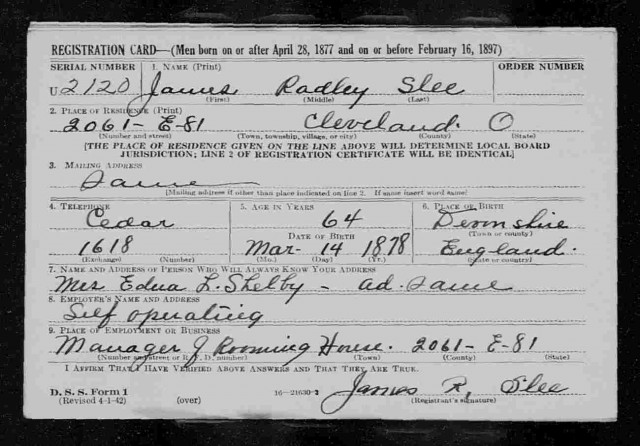 REGISTRATION CARD—(Men born on or after April 28, 1877 and on or before February 16, 1897)
SERIAL NUMBER 1. NAME (Print) ORDER NUMBER
U 2120 James Radley Slee
(First) (Middle) (Last)
2. PLACE OF RESIDENCE (Print)
2061- E-81 Cleveland. O
(Number and street) (Town, township, village, or city) (County) (State)
[THE PLACE OF RESIDENCE GIVEN ON THE LINE ABOVE WILL DETERMINE LOCAL BOARD
JURISDICTION; LINE 2 OF REGISTRATION CERTIFICATE WILL BE IDENTICAL]
3. MAILING ADDRESS
Same
[Mailing address if other than place indicated on line 2. If same insert word same]
4. TELEPHONE 5. AGE IN YEARS 6. PLACE OF BIRTH
Cedar 64 Devonshire
DATE OF BIRTH (Town or county)
1618 Mar- 14 1878 England.
(Exchange) (Number) (Mo.) (Day) (Yr.) (State or country)
7. NAME AND ADDRESS OF PERSON WHO WILL ALWAYS KNOW YOUR ADDRESS
Mrs Edna L. Shelby - ad. Same
8. EMPLOYER'S NAME AND ADDRESS
Self operating
9. PLACE OF EMPLOYMENT OR BUSINESS
Manager of Rooming House. 2061- E-81
(Number and street or R. F. D. number) (Town) (County) (State)
I AFFIRM THAT I HAVE VERIFIED ABOVE ANSWERS AND THAT THEY ARE TRUE.
D. S. S. Form 1
(Revised 4-1-42) (over) 16—21630-2 James R. Slee
(Registrant's signature)